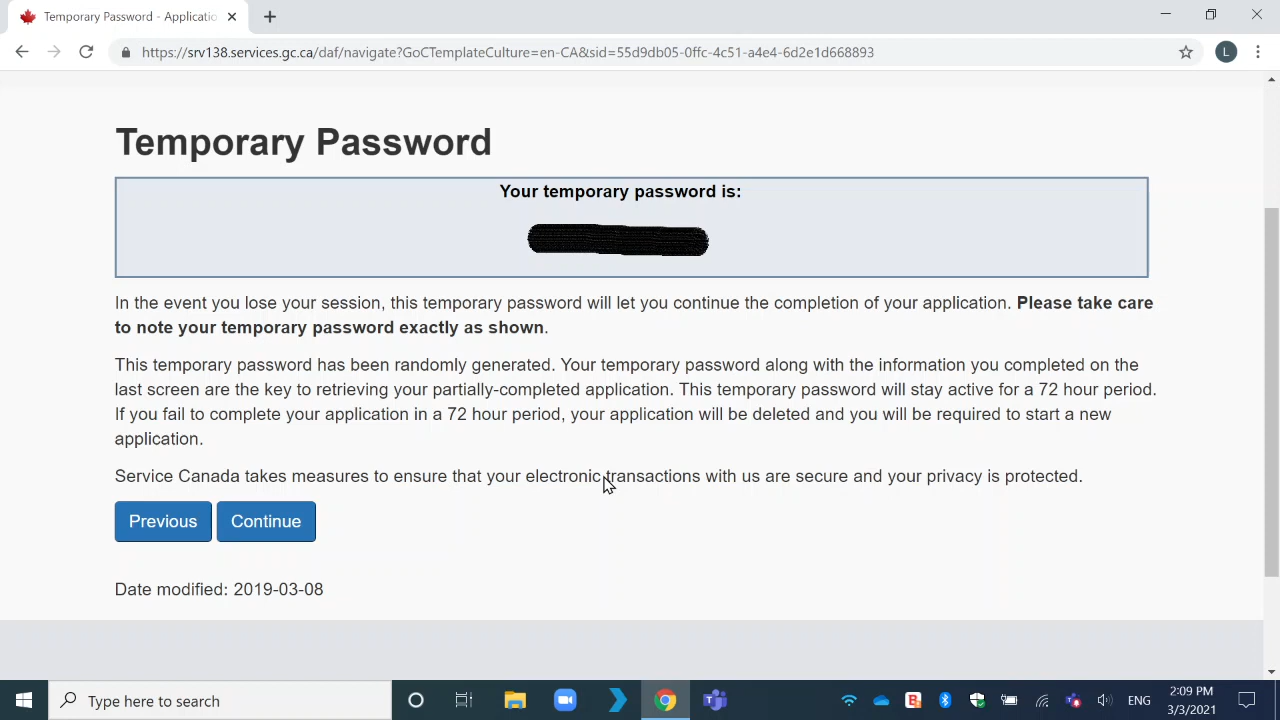 Temporary Password - Applicatio
https://srv138.services.gc.ca/daf/navigate?GoCTemplateCulture=en-CA&sid=55d9db05-0ffc-4c51-a4e4-6d2e1d668893
L
Temporary Password
Your temporary password is:
In the event you lose your session, this temporary password will let you continue the completion of your application. Please take care
to note your temporary password exactly as shown.
This temporary password has been randomly generated. Your temporary password along with the information you completed on the
last screen are the key to retrieving your partially-completed application. This temporary password will stay active for a 72 hour period.
If you fail to complete your application in a 72 hour period, your application will be deleted and you will be required to start a new
application.
Service Canada takes measures to ensure that your electronic transactions with us are secure and your privacy is protected.
Previous Continue
Date modified: 2019-03-08
Type here to search
ENG
2:09 PM
3/3/2021